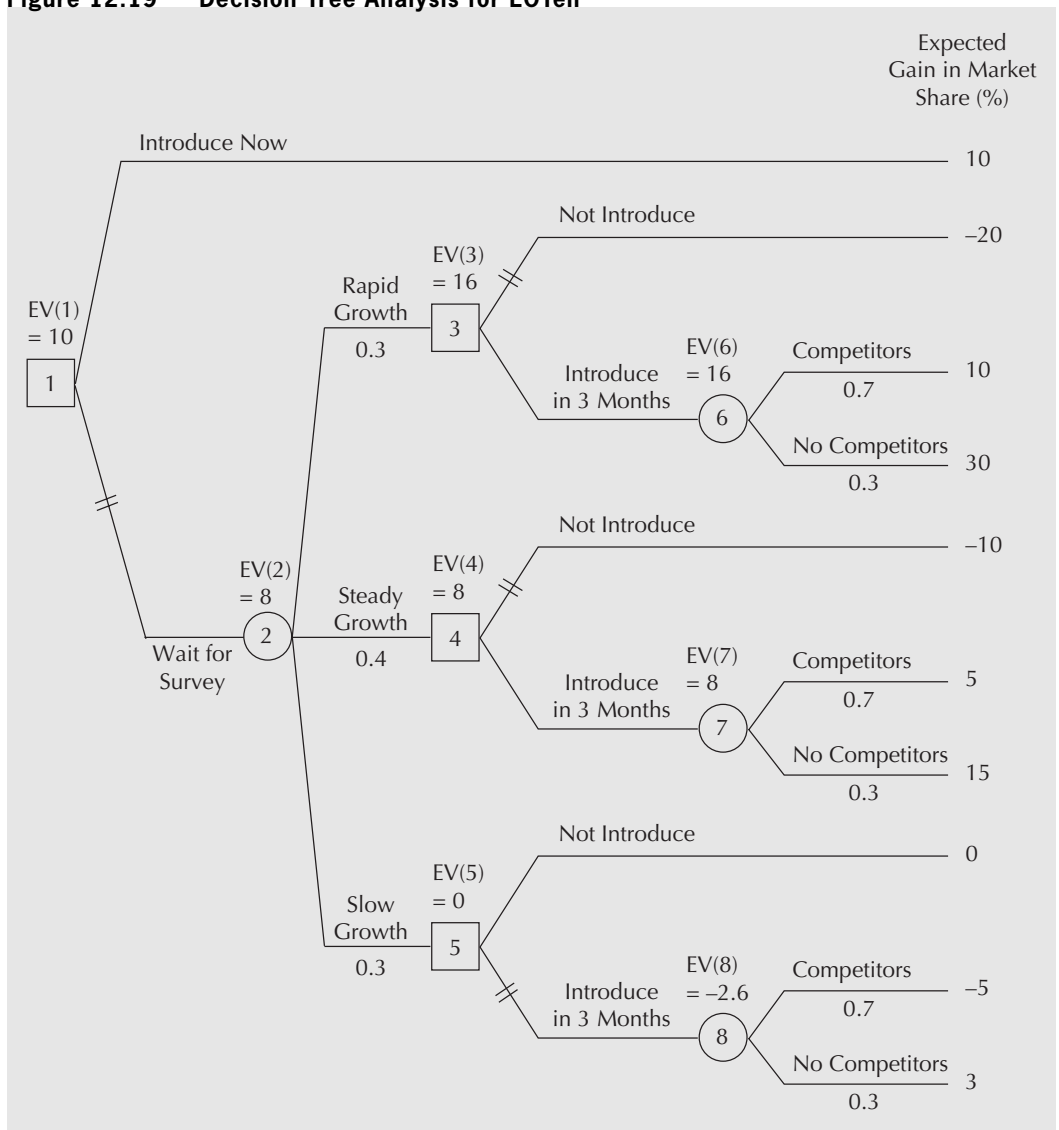 Figure 12.19 Decision Tree Analysis for
Expected
Gain in Market
Share (%)
Introduce Now
10
Not Introduce
–20
EV(3)
= 16
Rapid
Growth
0.3
3
EV(1)
= 10
1
EV(6)
= 16
Introduce
in 3 Months
6
Competitors
0.7
10
No Competitors
0.3
30
Not Introduce
–10
EV(2)
= 8
2
Wait for
Survey
EV(4)
= 8
Steady
Growth
0.4
4
EV(7)
= 8
Introduce
in 3 Months
7
Competitors
0.7
5
No Competitors
0.3
15
Not Introduce
0
EV(5)
= 0
Slow
Growth
0.3
5
EV(8)
= –2.6
Introduce
in 3 Months
8
Competitors
0.7
–5
No Competitors
0.3
3